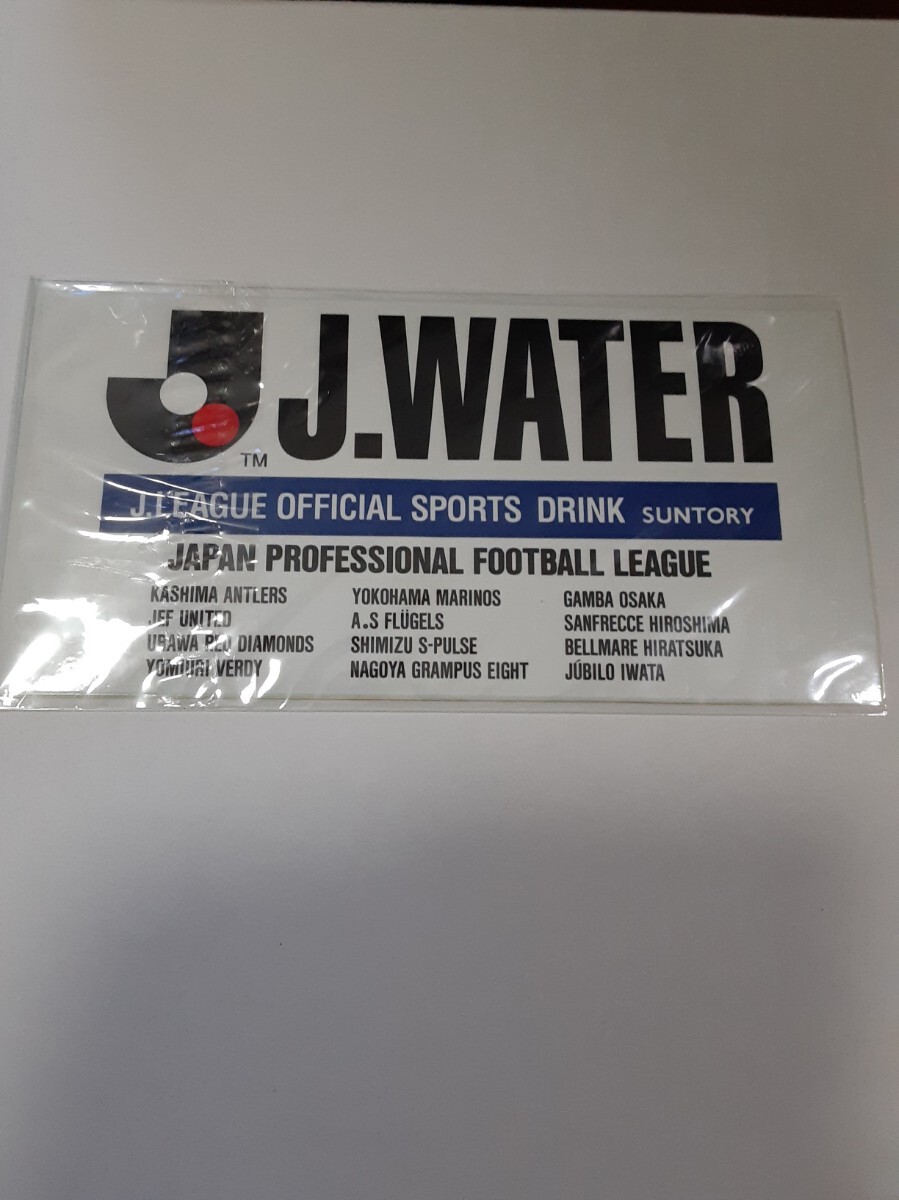 J J.WATER
TM
J.LEAGUE OFFICIAL SPORTS DRINK SUNTORY
JAPAN PROFESSIONAL FOOTBALL LEAGUE
KASHIMA ANTLERS
JEF UNITED
URAWA RED DIAMONDS
YOMIURI VERDY
YOKOHAMA MARINOS
A.S FLÜGELS
SHIMIZU S-PULSE
NAGOYA GRAMPUS EIGHT
GAMBA OSAKA
SANFRECCE HIROSHIMA
BELLMARE HIRATSUKA
JÚBILO IWATA